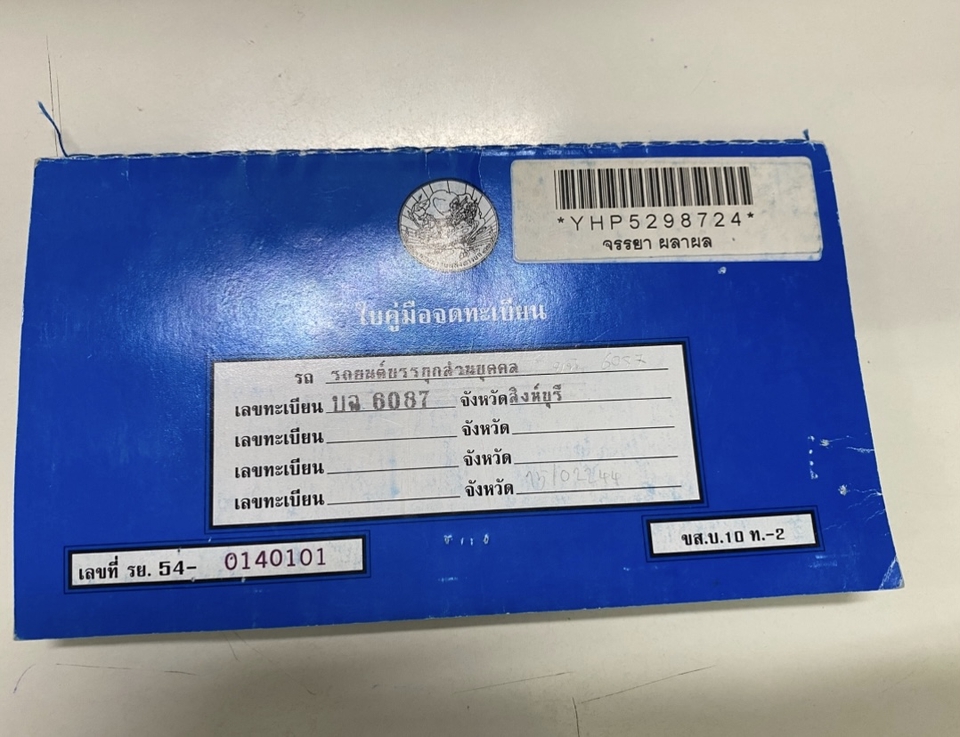 *YHP5298724*
จรรยา ผลาผล
ใบคู่มือจดทะเบียน
รถ รถยนต์บรรทุกส่วนบุคคล
เลขทะเบียน บฉ 6087 จังหวัด สิงห์บุรี
เลขทะเบียน จังหวัด
เลขทะเบียน จังหวัด
เลขทะเบียน จังหวัด
เลขที่ รย. 54- 0140101
ขส.บ.10 ท.-2